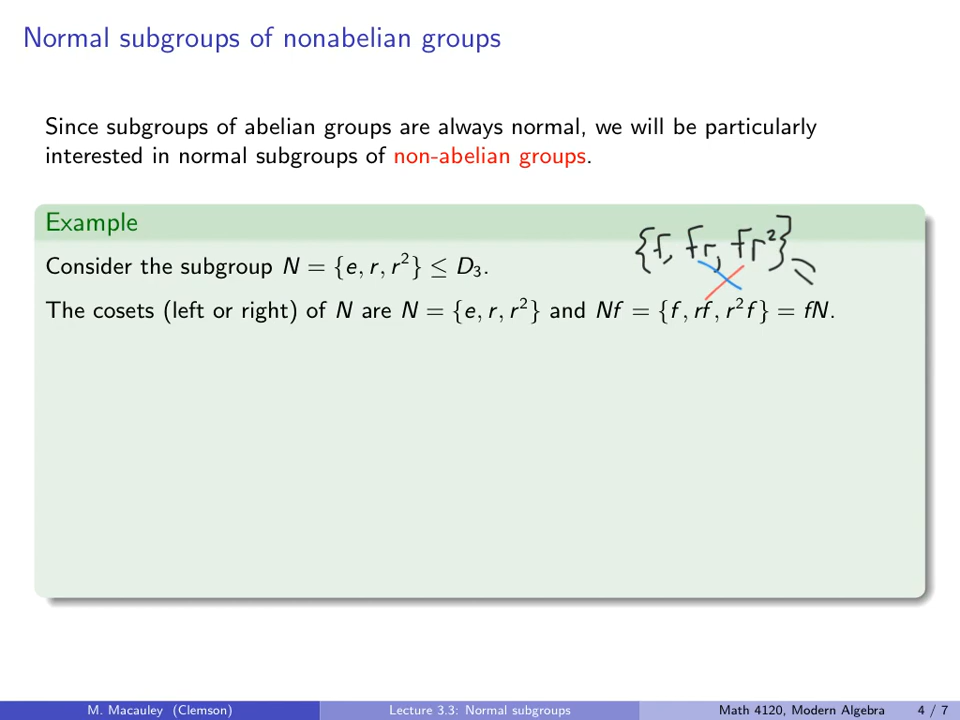 Normal subgroups of nonabelian groups
Since subgroups of abelian groups are always normal, we will be particularly
interested in normal subgroups of non-abelian groups.
Example
{f, fr, fr²}
=
Consider the subgroup N = {e, r, r²} ≤ D₃.
The cosets (left or right) of N are N = {e, r, r²} and Nf = {f, rf, r²f} = fN.
M. Macauley (Clemson)
Lecture 3.3: Normal subgroups
Math 4120, Modern Algebra
4 / 7